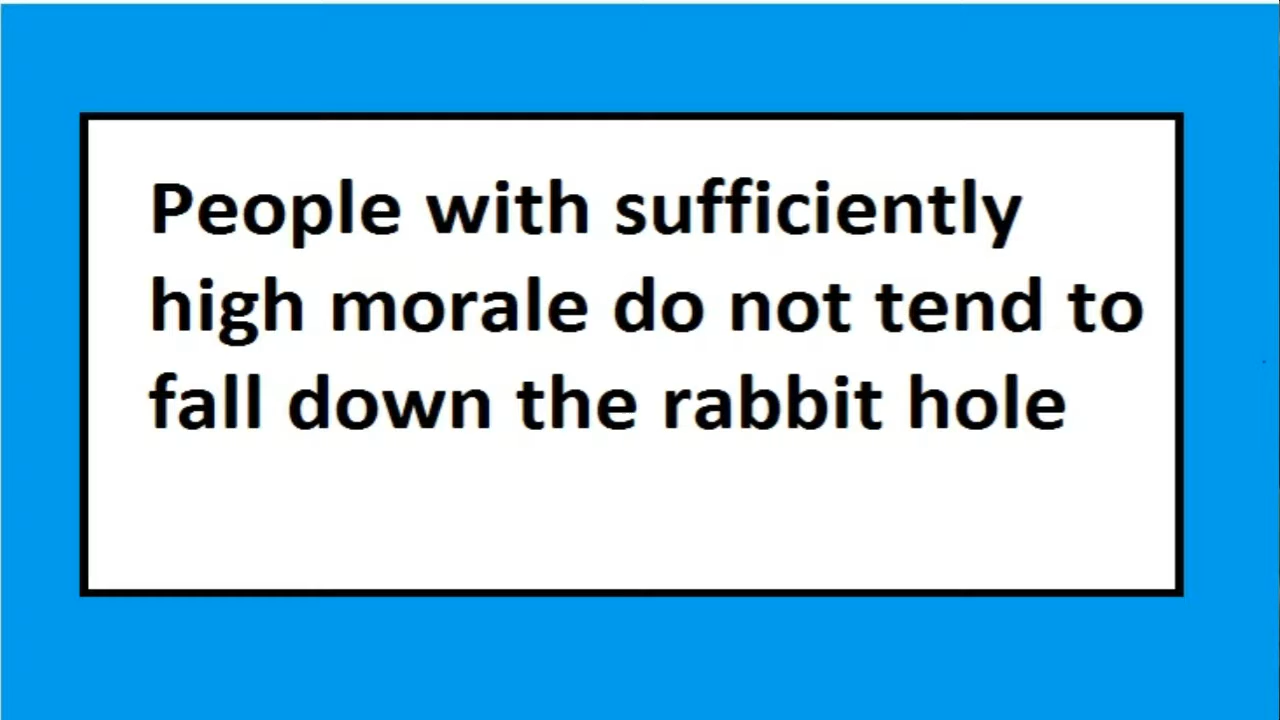 People with sufficiently
high morale do not tend to
fall down the rabbit hole